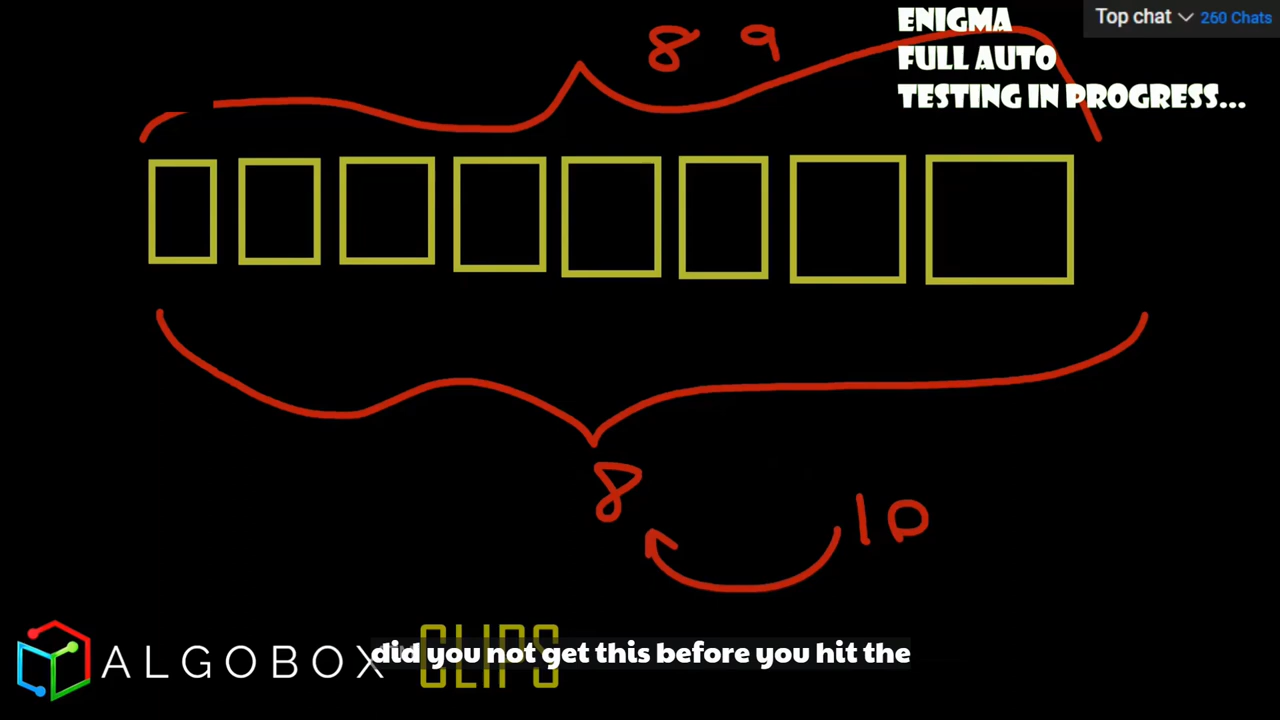 ENIGMA
FULL AUTO
TESTING IN PROGRESS...
Top chat 260 Chats
8 9
8
10
ALGOBOX CLIPS
did you not get this before you hit the